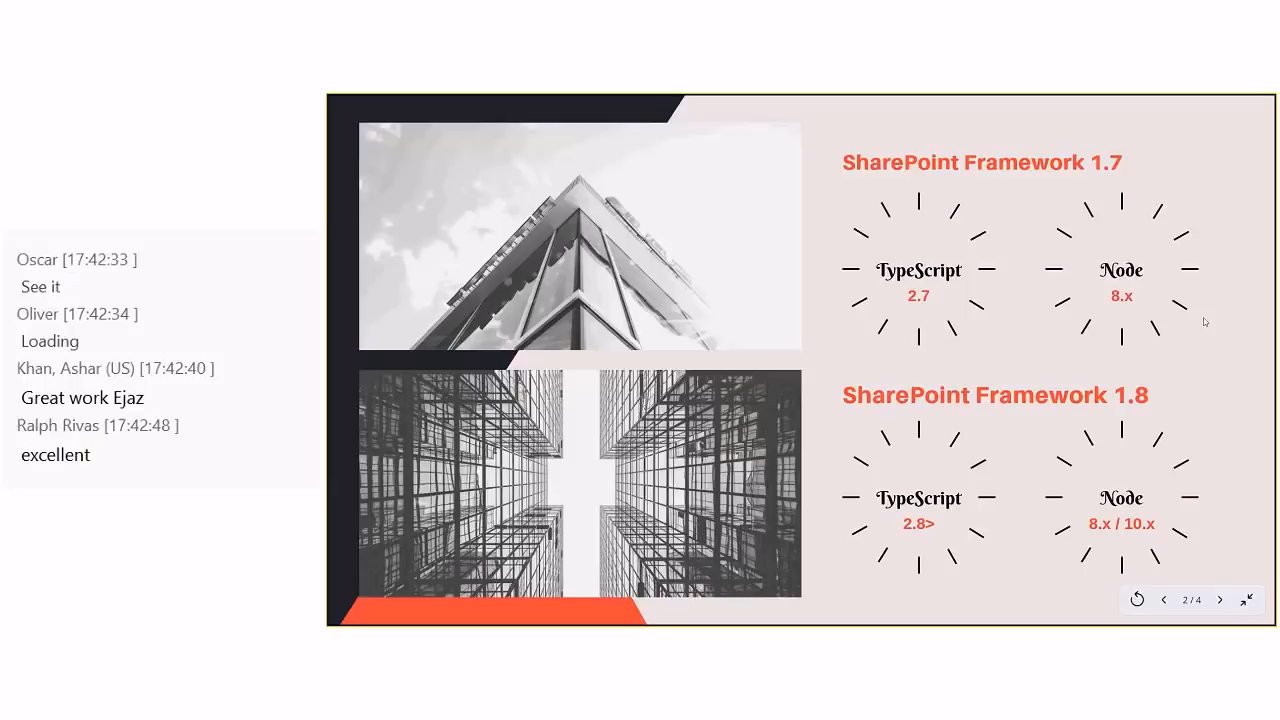 Oscar [17:42:33 ]
See it
Oliver [17:42:34 ]
Loading
Khan, Ashar (US) [17:42:40 ]
Great work Ejaz
Ralph Rivas [17:42:48 ]
excellent
SharePoint Framework 1.7
TypeScript
2.7
Node
8.x
SharePoint Framework 1.8
TypeScript
2.8>
Node
8.x / 10.x
2 / 4